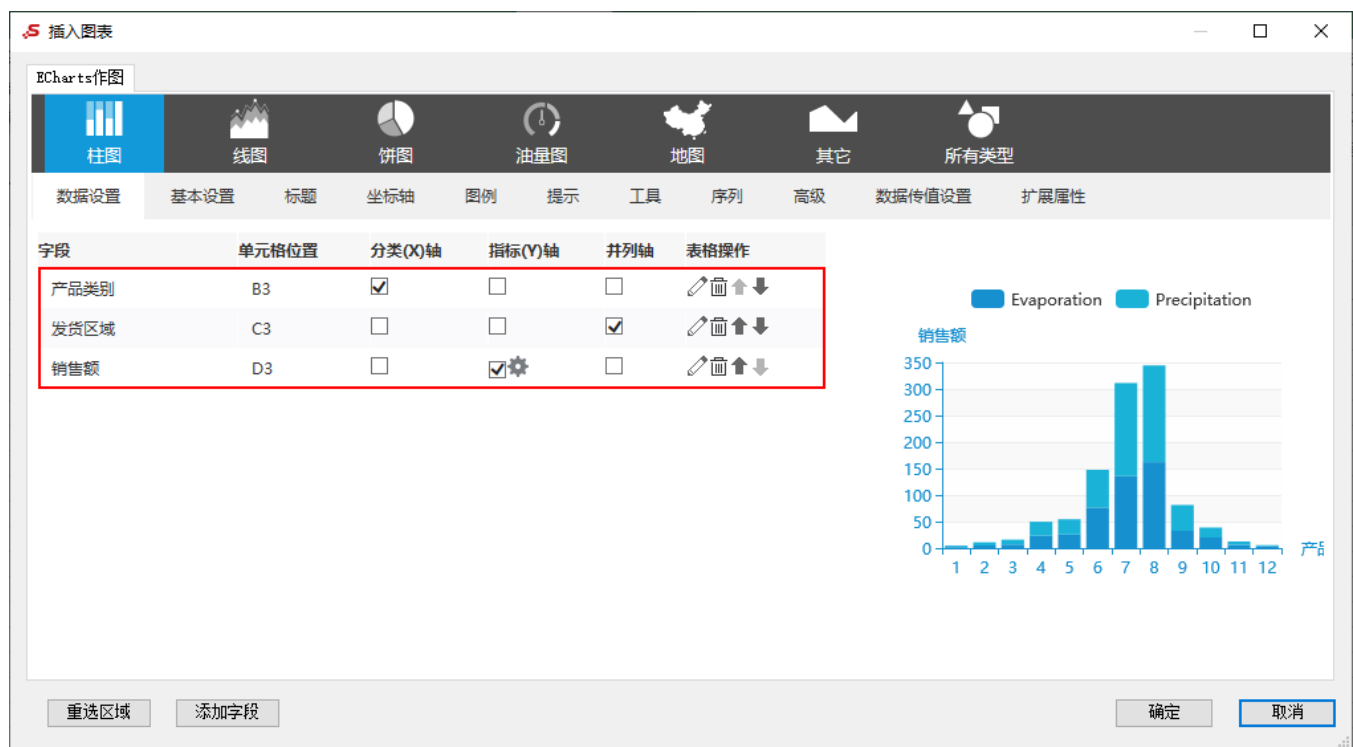 插入图表
ECharts作图
柱图 线图 饼图 油量图 地图 其它 所有类型
数据设置 基本设置 标题 坐标轴 图例 提示 工具 序列 高级 数据传值设置 扩展属性
字段 单元格位置 分类(X)轴 指标(Y)轴 并列轴 表格操作
产品类别 B3
发货区域 C3
销售额 D3
Evaporation Precipitation
销售额
350
300
250
200
150
100
50
0
产品
1 2 3 4 5 6 7 8 9 10 11 12
重选区域 添加字段 确定 取消